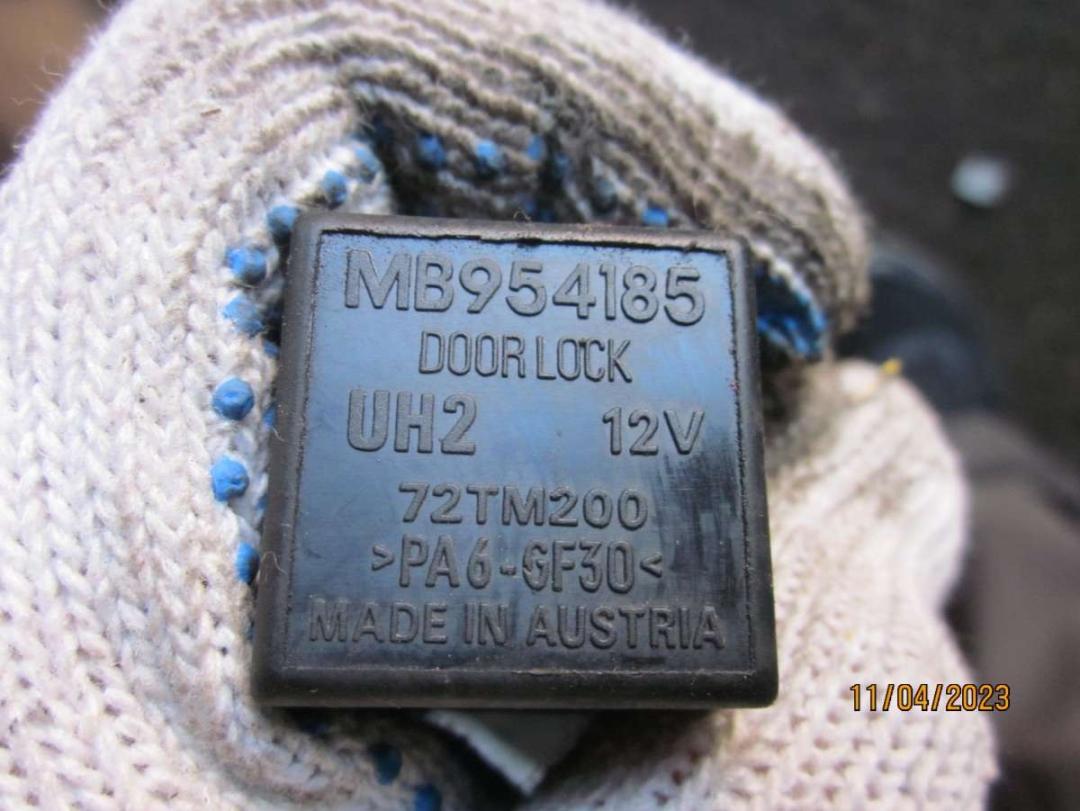 MB954185
DOOR LOCK
UH2 12V
72TM200
>PA6-GF30<
MADE IN AUSTRIA
11/04/2023